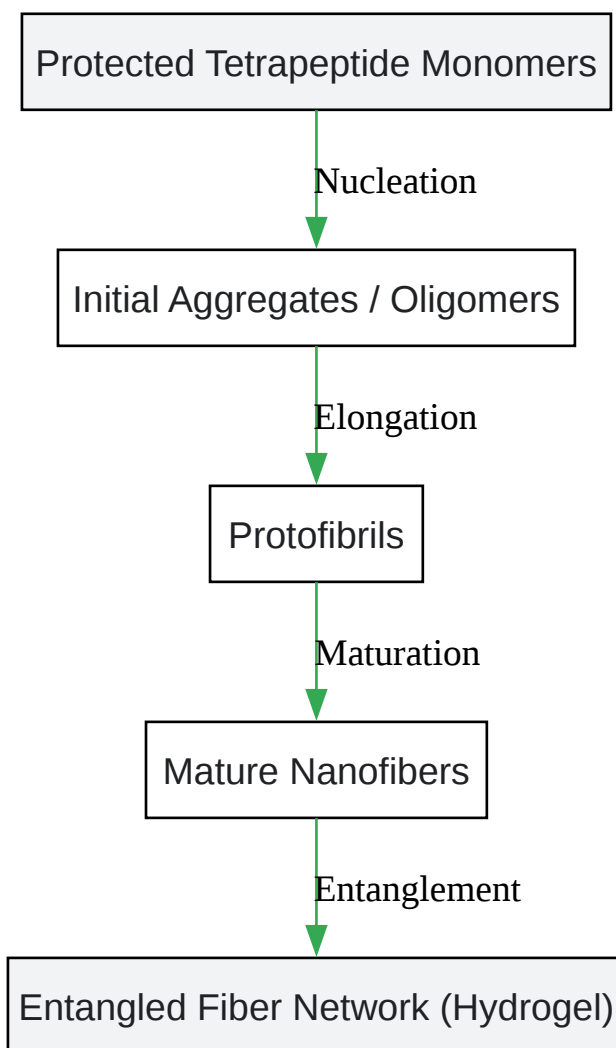 Protected Tetrapeptide Monomers
Nucleation
Initial Aggregates / Oligomers
Elongation
Protofibrils
Maturation
Mature Nanofibers
Entanglement
Entangled Fiber Network (Hydrogel)